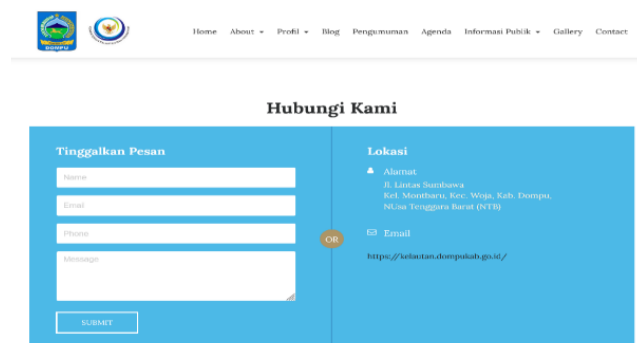 DOMPU
Home About Profil Blog Pengumuman Agenda Informasi Publik Gallery Contact
Hubungi Kami
Tinggalkan Pesan
Name
Email
Phone
Message
SUBMIT
OR
Lokasi
Alamat
Jl. Lintas Sumbawa
Kel. Montbaru, Kec. Woja, Kab. Dompu,
NUsa Tenggara Barat (NTB)
Email
https://kelautan.dompukab.go.id/